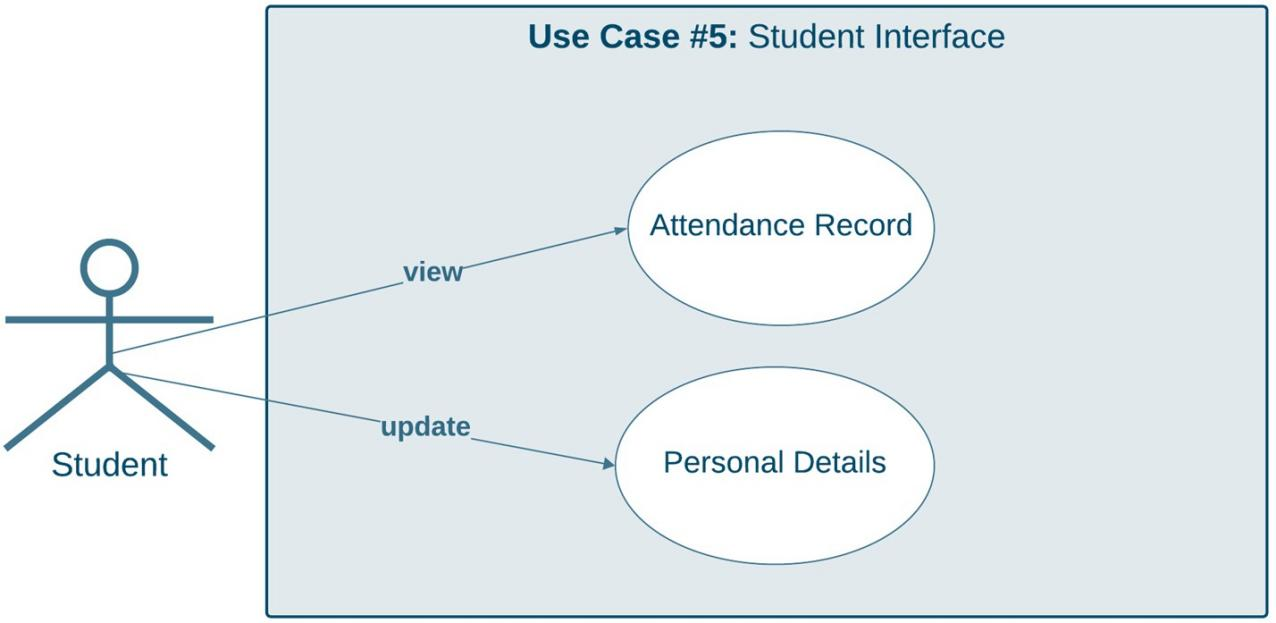 Use Case #5: Student Interface
Attendance Record
view
update
Personal Details
Student